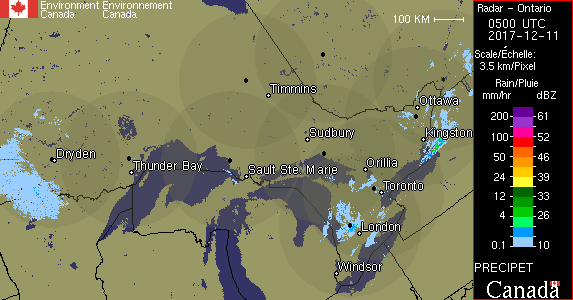 Environment Environnement
Canada Canada
100 KM
Timmins
Ottawa
Kingston
Sudbury
Dryden
Thunder Bay
Sault Ste. Marie
Orillia
Toronto
London
Windsor
Radar - Ontario
0500 UTC
2017-12-11
Scale/Échelle:
3.5 km/Pixel
Rain/Pluie
mm/hr dBZ
200 61
100 52
50 46
24 39
12 34
4 26
0.1 10
PRECIPET
Canada